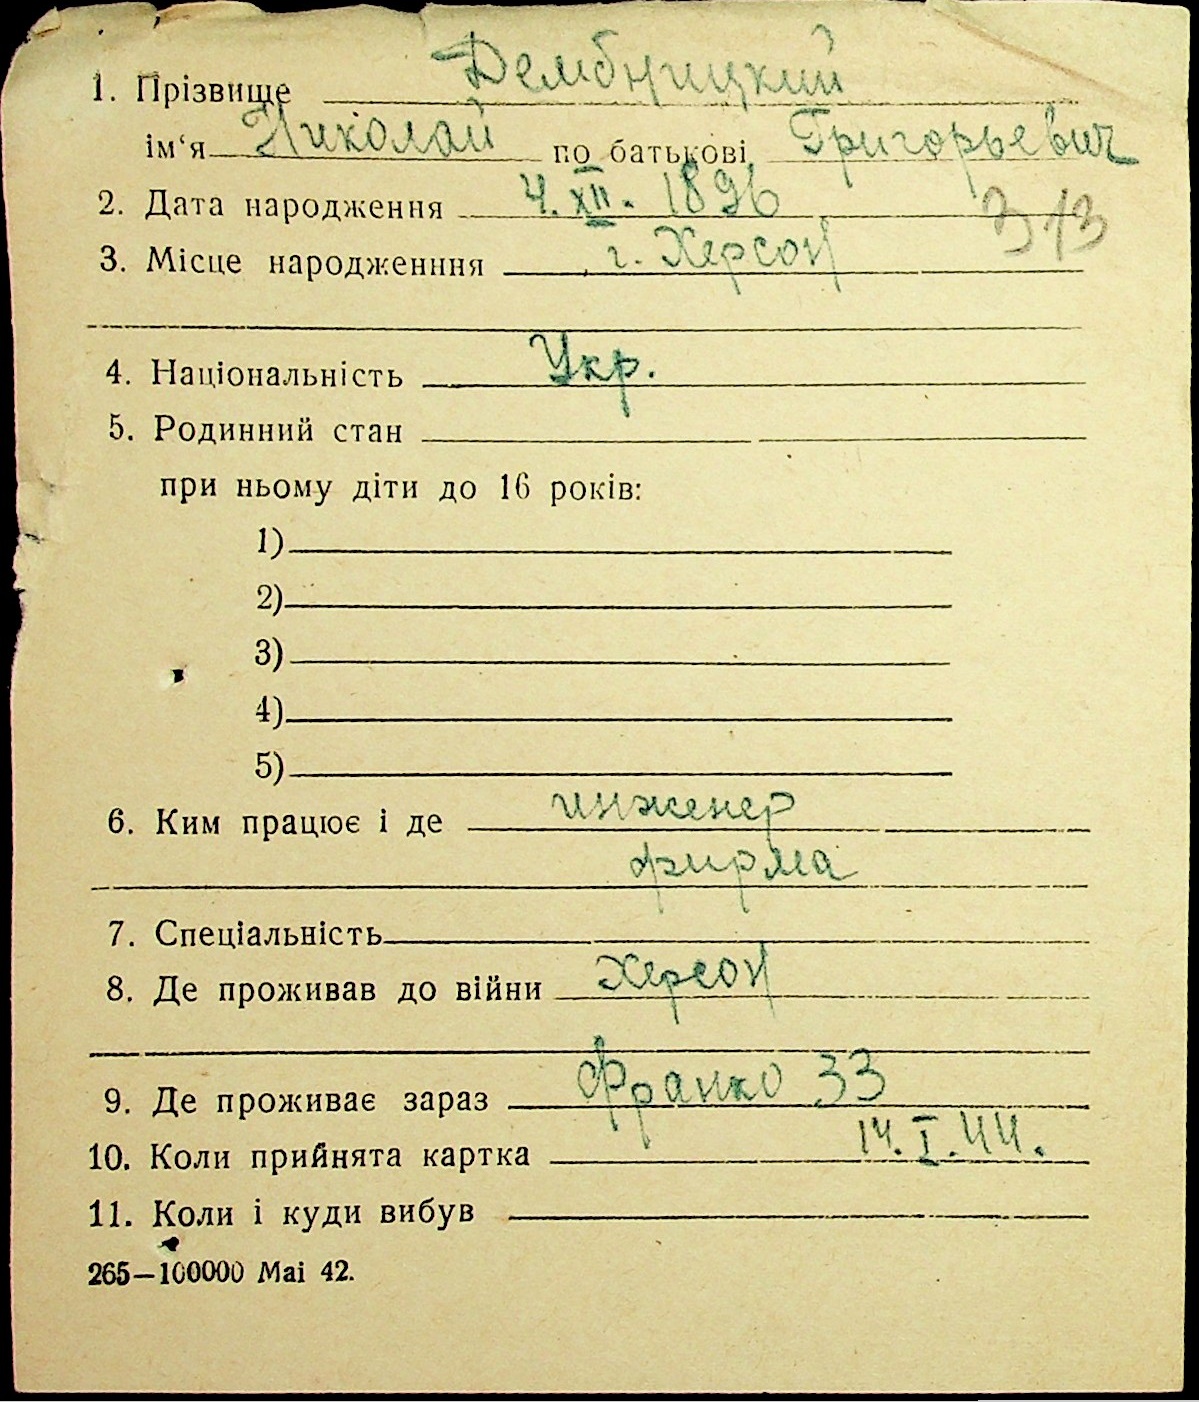 1. Прізвище Дембицкий
ім‘я Николай по батькові Григорьевич
2. Дата народження 4.XII. 1896
313
3. Місце народженння г. Херсон
4. Національність Укр.
5. Родинний стан
при ньому діти до 16 років:
1)
2)
3)
4)
5)
6. Ким працює і де инженер
фирма
7. Спеціальність
8. Де проживав до війни Херсон
9. Де проживає зараз Франко 33
10. Коли прийнята картка 14.I.44.
11. Коли і куди вибув
265—100000 Mai 42.